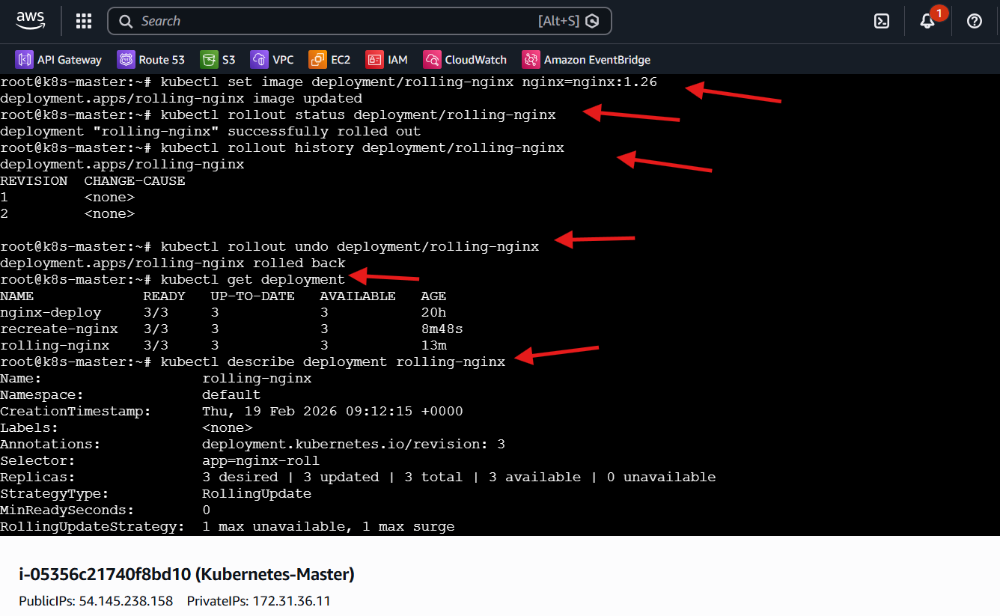 aws
Search [Alt+S]
1
API Gateway Route 53 S3 VPC EC2 IAM CloudWatch Amazon EventBridge
root@k8s-master:~# kubectl set image deployment/rolling-nginx nginx=nginx:1.26
deployment.apps/rolling-nginx image updated
root@k8s-master:~# kubectl rollout status deployment/rolling-nginx
deployment "rolling-nginx" successfully rolled out
root@k8s-master:~# kubectl rollout history deployment/rolling-nginx
deployment.apps/rolling-nginx
REVISION  CHANGE-CAUSE
1         <none>
2         <none>
root@k8s-master:~# kubectl rollout undo deployment/rolling-nginx
deployment.apps/rolling-nginx rolled back
root@k8s-master:~# kubectl get deployment
NAME             READY   UP-TO-DATE   AVAILABLE   AGE
nginx-deploy     3/3     3            3           20h
recreate-nginx   3/3     3            3           8m48s
rolling-nginx    3/3     3            3           13m
root@k8s-master:~# kubectl describe deployment rolling-nginx
Name:                   rolling-nginx
Namespace:              default
CreationTimestamp:      Thu, 19 Feb 2026 09:12:15 +0000
Labels:                 <none>
Annotations:            deployment.kubernetes.io/revision: 3
Selector:               app=nginx-roll
Replicas:               3 desired | 3 updated | 3 total | 3 available | 0 unavailable
StrategyType:           RollingUpdate
MinReadySeconds:        0
RollingUpdateStrategy:  1 max unavailable, 1 max surge
i-05356c21740f8bd10 (Kubernetes-Master)
PublicIPs: 54.145.238.158 PrivateIPs: 172.31.36.11